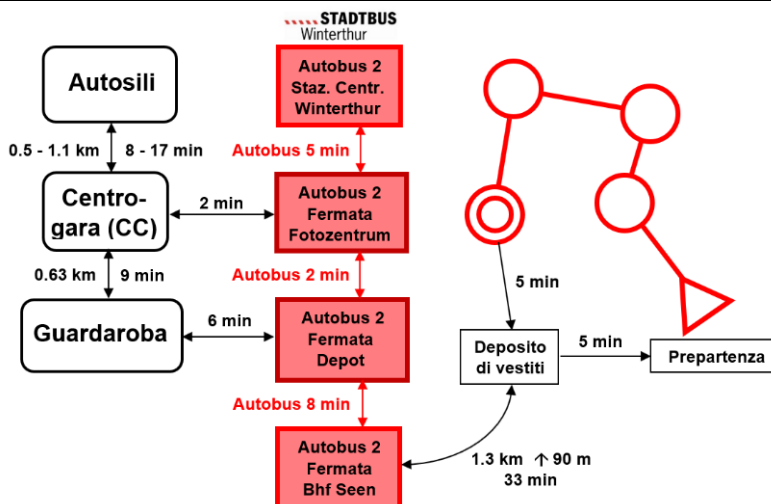 STADTBUS
Winterthur
Autosili
0.5 - 1.1 km
8 - 17 min
Centro-
gara (CC)
0.63 km
9 min
Guardaroba
2 min
6 min
Autobus 2
Staz. Centr.
Winterthur
Autobus 5 min
Autobus 2
Fermata
Fotozentrum
Autobus 2 min
Autobus 2
Fermata
Depot
Autobus 8 min
Autobus 2
Fermata
Bhf Seen
1.3 km ↑ 90 m
33 min
5 min
Deposito
di vestiti
5 min
Prepartenza